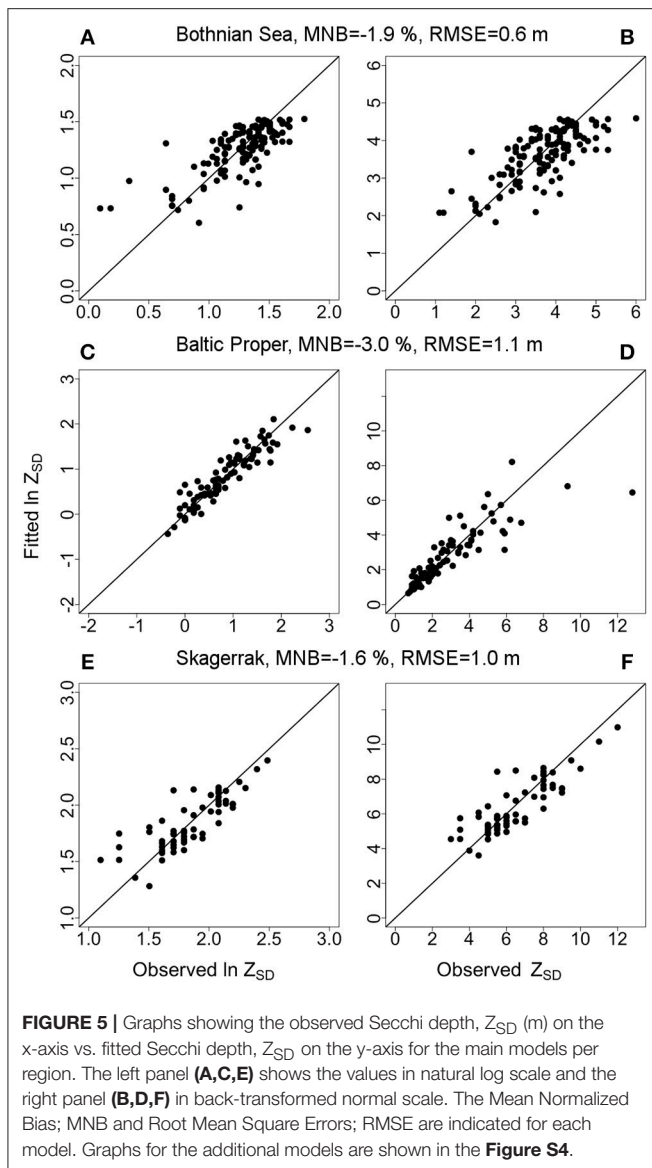 A Bothnian Sea, MNB=-1.9 %, RMSE=0.6 m B
2.0
1.5
1.0
0.5
0.0
0.0 0.5 1.0 1.5 2.0
6
5
4
3
2
1
0
0 1 2 3 4 5 6
C Baltic Proper, MNB=-3.0 %, RMSE=1.1 m D
Fitted ln Z_SD
3
2
1
0
-1
-2
-2 -1 0 1 2 3
10
8
6
4
2
0
0 2 4 6 8 10 12
E Skagerrak, MNB=-1.6 %, RMSE=1.0 m F
3.0
2.5
2.0
1.5
1.0
1.0 1.5 2.0 2.5 3.0
10
8
6
4
2
0
0 2 4 6 8 10 12
Observed ln Z_SD Observed Z_SD
FIGURE 5 | Graphs showing the observed Secchi depth, Z_SD (m) on the
x-axis vs. fitted Secchi depth, Z_SD on the y-axis for the main models per
region. The left panel (A,C,E) shows the values in natural log scale and the
right panel (B,D,F) in back-transformed normal scale. The Mean Normalized
Bias; MNB and Root Mean Square Errors; RMSE are indicated for each
model. Graphs for the additional models are shown in the Figure S4.